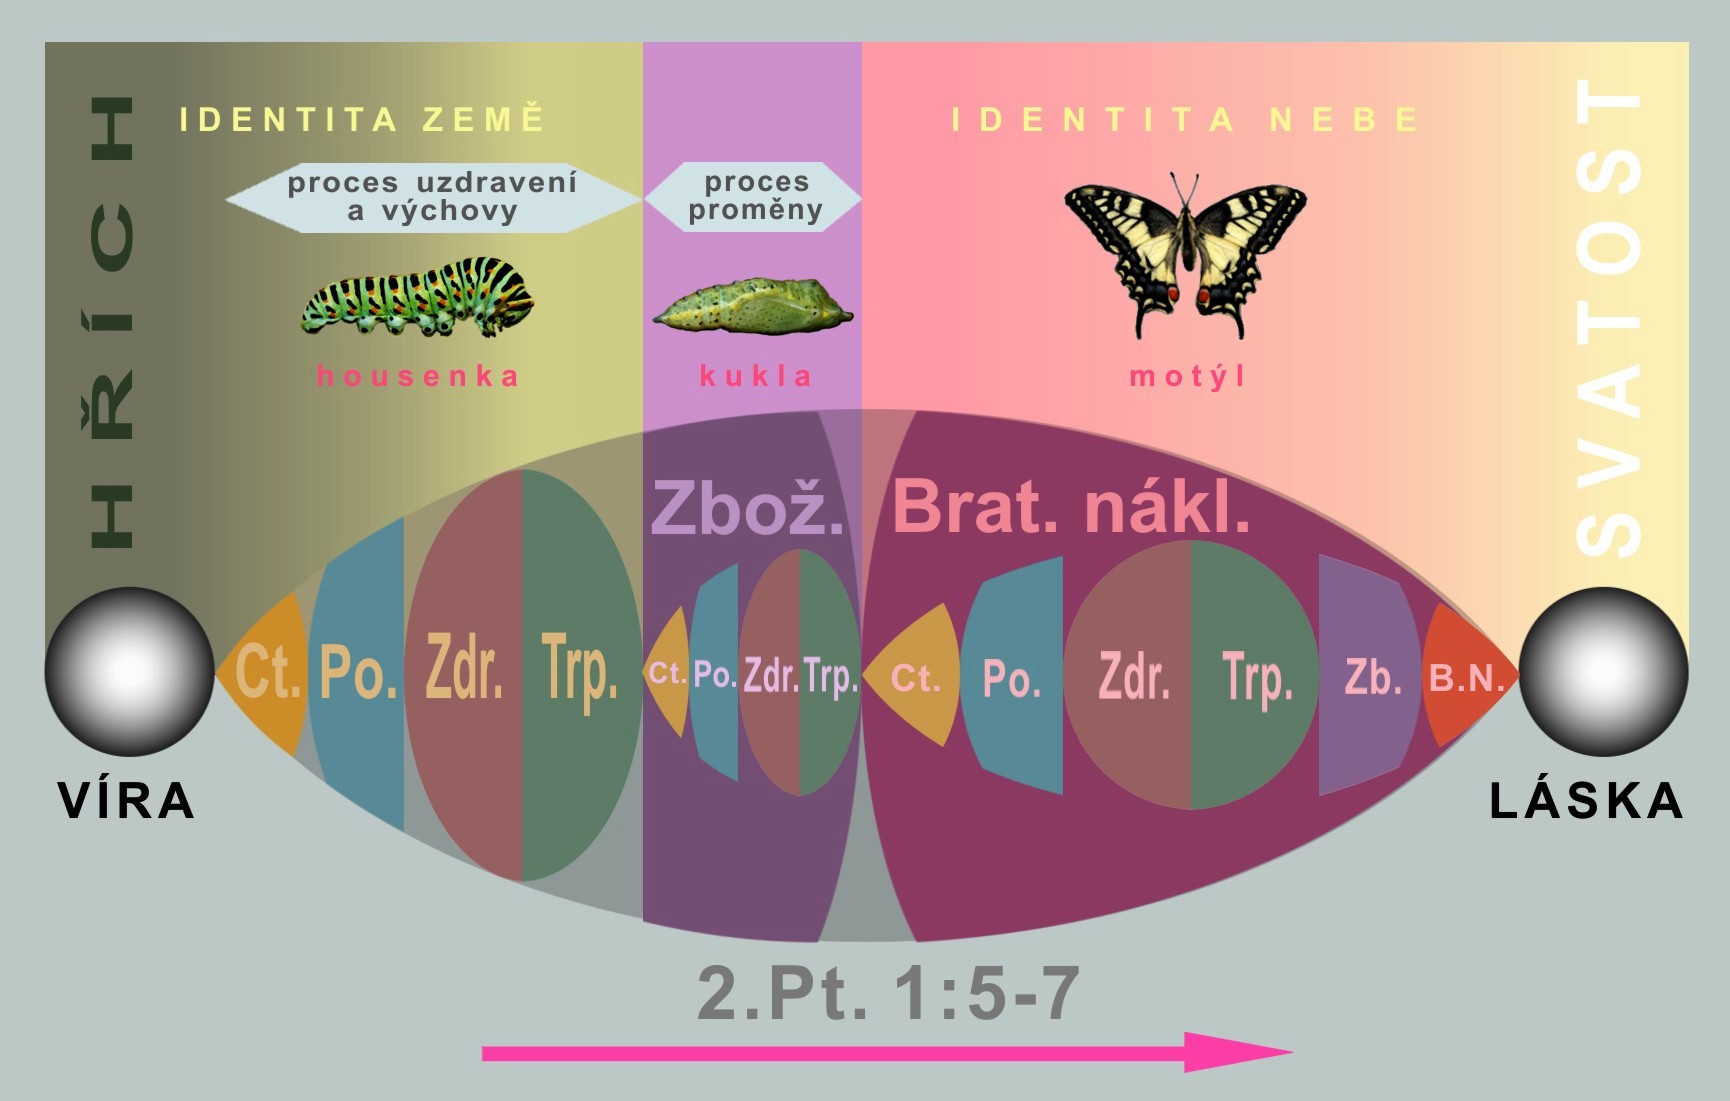 HŘÍCH
IDENTITA ZEMĚ
IDENTITA NEBE
SVATOST
proces uzdravení
a výchovy
proces
proměny
housenka
kukla
motýl
Zbož.
Brat. nákl.
Ct. Po. Zdr. Trp. Ct. Po. Zdr. Trp. Ct. Po. Zdr. Trp. Zb. B.N.
VÍRA
LÁSKA
2.Pt. 1:5-7